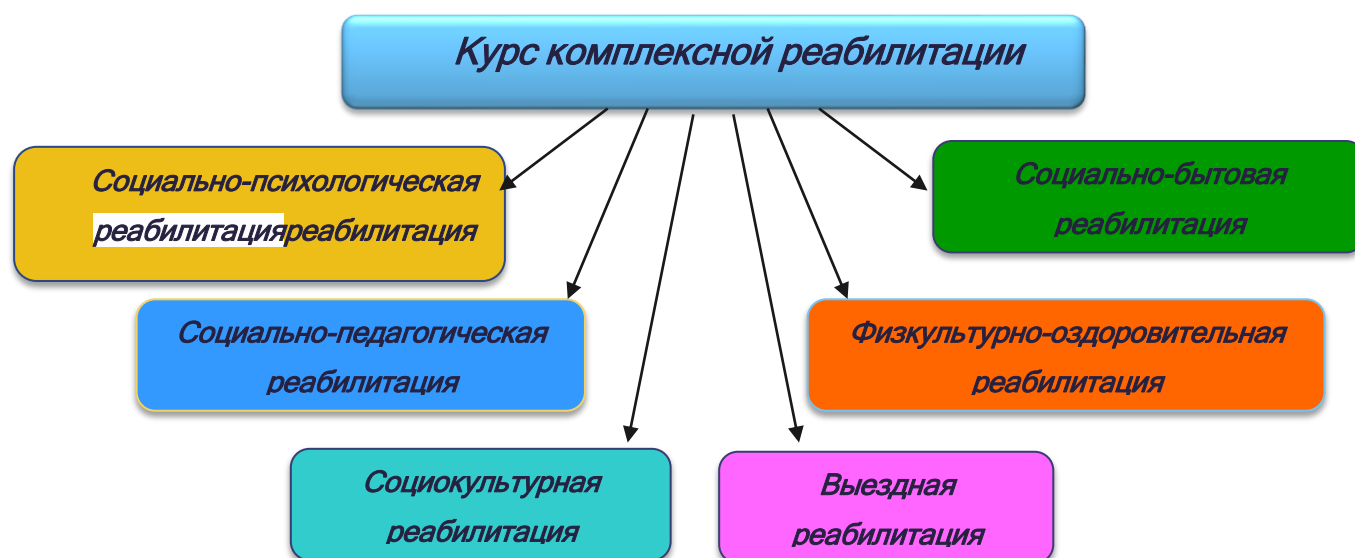 Курс комплексной реабилитации
Социально-психологическая
реабилитацияреабилитация
Социально-бытовая
реабилитация
Социально-педагогическая
реабилитация
Физкультурно-оздоровительная
реабилитация
Социокультурная
реабилитация
Выездная
реабилитация